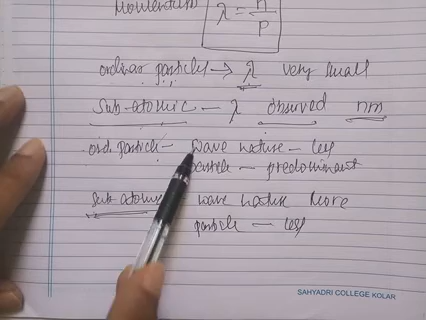 Momentum λ = h/p
ordinary particles → λ very small
Sub-atomic – λ observed nm
ord. particle – wave nature – less
particle – predominant
Sub-atomic wave nature more
particle – less
SAHYADRI COLLEGE KOLAR